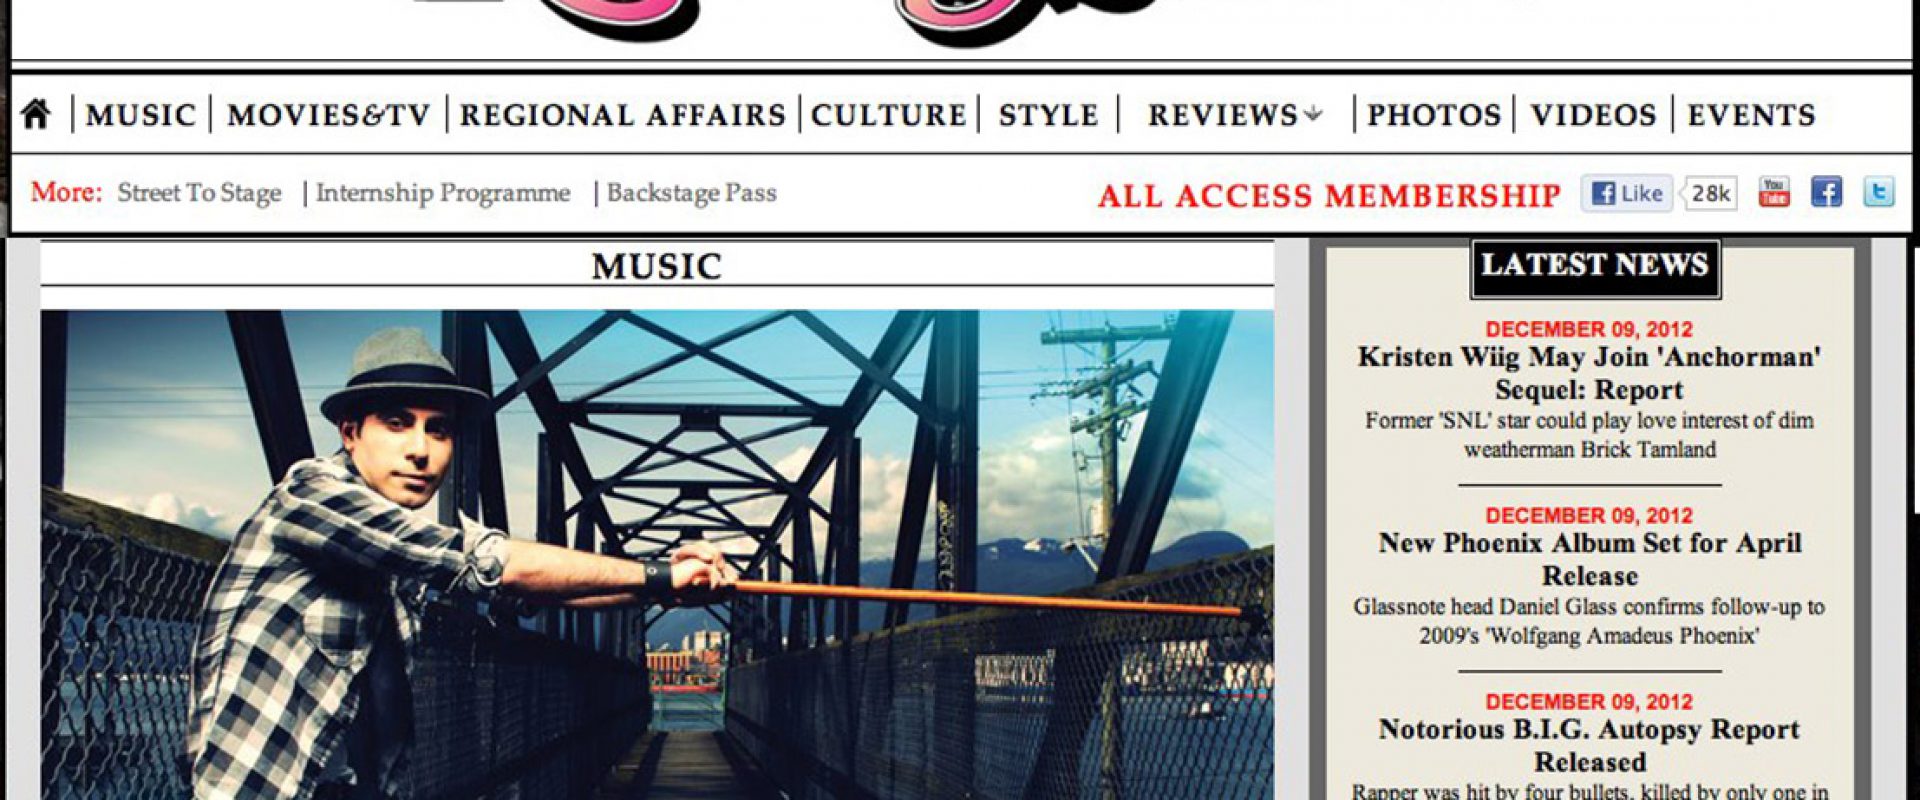 MUSIC | MOVIES&TV | REGIONAL AFFAIRS | CULTURE | STYLE | REVIEWS | PHOTOS | VIDEOS | EVENTS
More: Street To Stage | Internship Programme | Backstage Pass ALL ACCESS MEMBERSHIP Like 28k You Tube
MUSIC
LATEST NEWS
DECEMBER 09, 2012
Kristen Wiig May Join 'Anchorman'
Sequel: Report
Former 'SNL' star could play love interest of dim
weatherman Brick Tamland
DECEMBER 09, 2012
New Phoenix Album Set for April
Release
Glassnote head Daniel Glass confirms follow-up to
2009's 'Wolfgang Amadeus Phoenix'
DECEMBER 09, 2012
Notorious B.I.G. Autopsy Report
Released
Rapper was hit by four bullets, killed by only one in